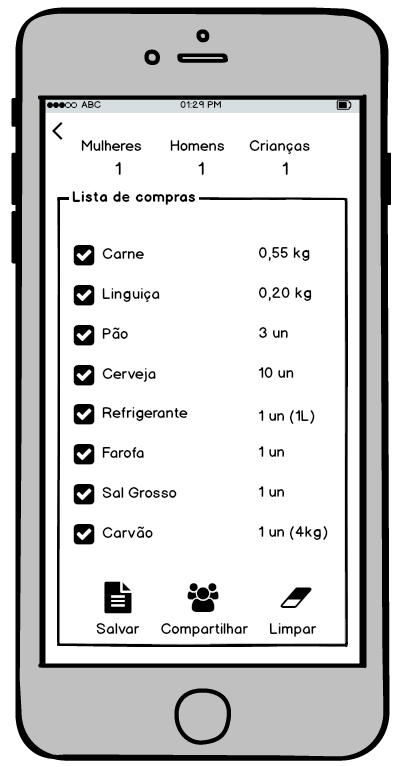 ABC 01:29 PM
Mulheres Homens Crianças
1 1 1
Lista de compras
Carne 0,55 kg
Linguiça 0,20 kg
Pão 3 un
Cerveja 10 un
Refrigerante 1 un (1L)
Farofa 1 un
Sal Grosso 1 un
Carvão 1 un (4kg)
Salvar Compartilhar Limpar